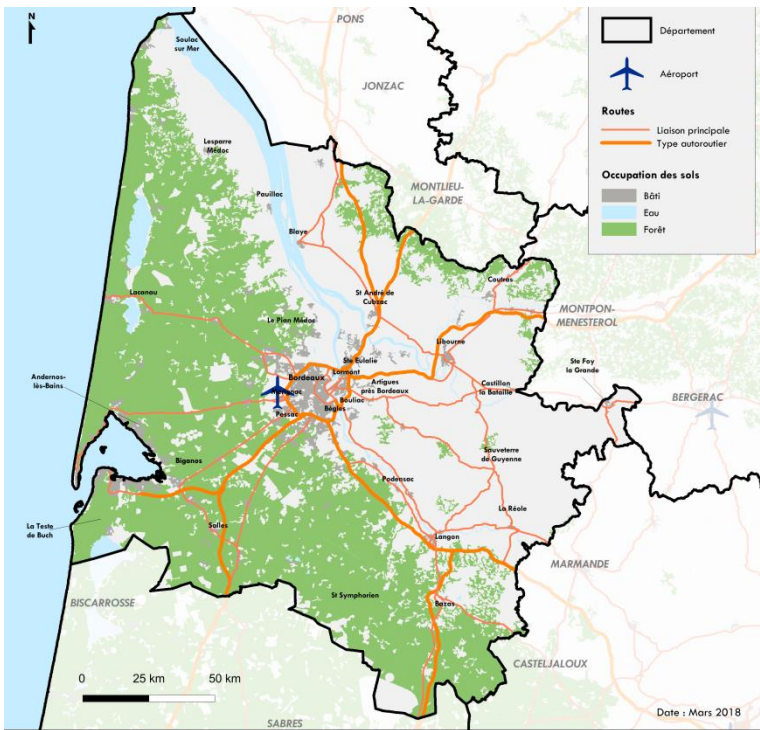 N
PONS
Soulac
sur Mer
JONZAC
Lesparre
Médoc
Pauillac
MONTLIEU-
LA-GARDE
Blaye
Coutras
Lacanau
St André de
Cubzac
MONTPON-
MENESTEROL
Le Pian Médoc
Libourne
Ste Eulalie
Ste Foy
la Grande
Lormont
Andernos-
lès-Bains
Bordeaux
Artigues
près Bordeaux
Castillon
la Bataille
BERGERAC
Bouliac
Pessac
Bègles
Sauveterre
de Guyenne
Biganos
Podensac
La Réole
La Teste
de Buch
Salles
Langon
MARMANDE
BISCARROSSE
St Symphorien
Bazas
CASTELJALOUX
SABRES
0 25 km 50 km
Date : Mars 2018
Département
Aéroport
Routes
Liaison principale
Type autoroutier
Occupation des sols
Bâti
Eau
Forêt